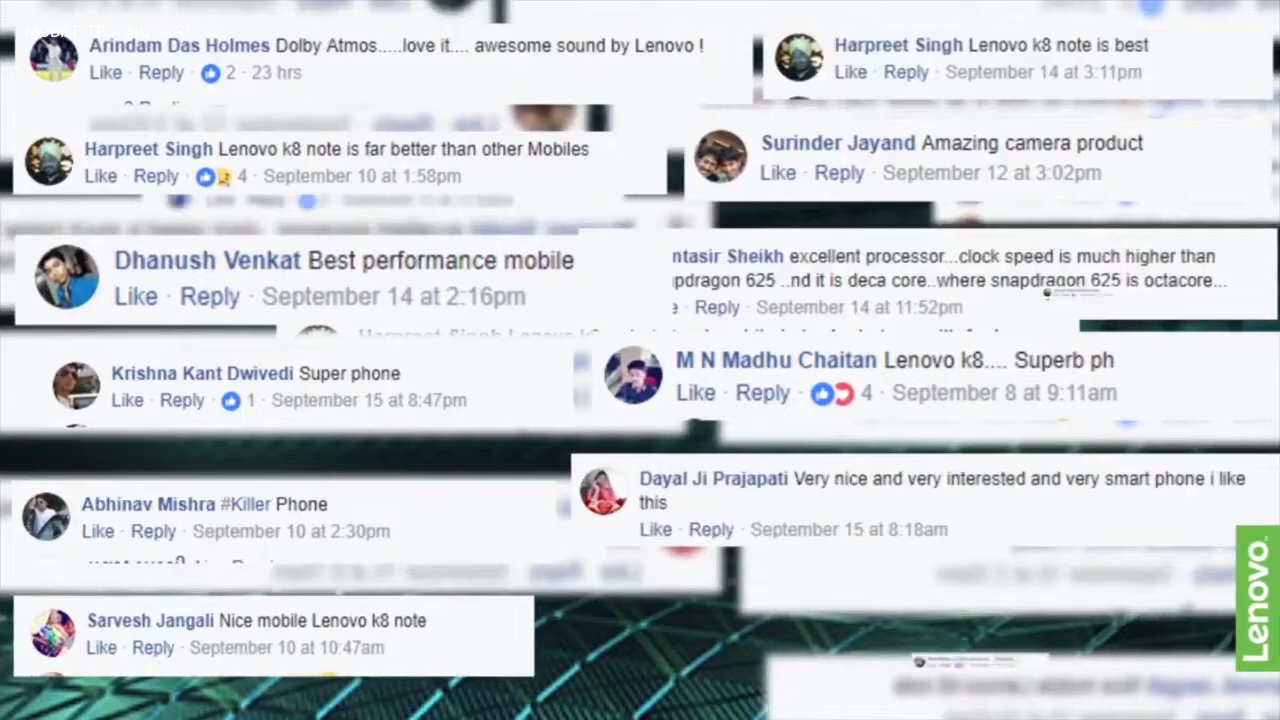 Arindam Das Holmes Dolby Atmos.....love it.... awesome sound by Lenovo !
Like · Reply · 2 · 23 hrs
Harpreet Singh Lenovo k8 note is best
Like · Reply · September 14 at 3:11pm
Harpreet Singh Lenovo k8 note is far better than other Mobiles
Like · Reply · 4 · September 10 at 1:58pm
Surinder Jayand Amazing camera product
Like · Reply · September 12 at 3:02pm
Dhanush Venkat Best performance mobile
Like · Reply · September 14 at 2:16pm
ntasir Sheikh excellent processor...clock speed is much higher than
pdragon 625 ..nd it is deca core..where snapdragon 625 is octacore...
e · Reply · September 14 at 11:52pm
Krishna Kant Dwivedi Super phone
Like · Reply · 1 · September 15 at 8:47pm
M N Madhu Chaitan Lenovo k8.... Superb ph
Like · Reply · 4 · September 8 at 9:11am
Abhinav Mishra #Killer Phone
Like · Reply · September 10 at 2:30pm
Dayal Ji Prajapati Very nice and very interested and very smart phone i like
this
Like · Reply · September 15 at 8:18am
Sarvesh Jangali Nice mobile Lenovo k8 note
Like · Reply · September 10 at 10:47am
Lenovo